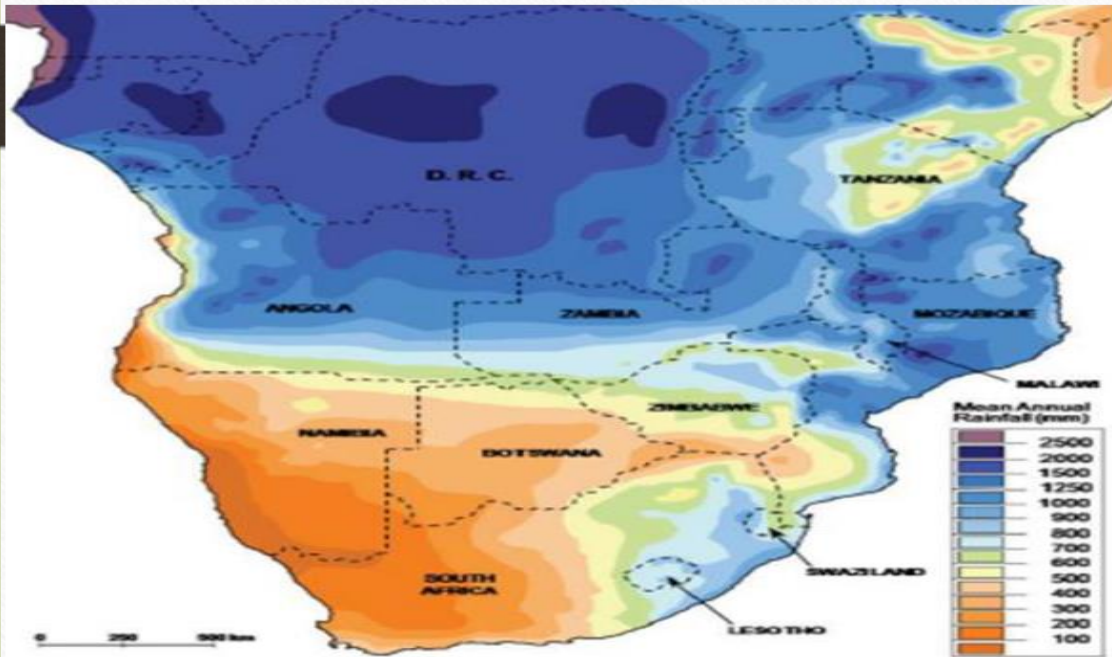 D. R. C.
TANZANIA
ANGOLA
ZAMBIA
MOZABIQUE
MALAWI
ZIMBABWE
NAMIBIA
BOTSWANA
SWAZILAND
SOUTH
AFRICA
LESOTHO
0 250 500 km
Mean Annual
Rainfall (mm)
2500
2000
1500
1250
1000
900
800
700
600
500
400
300
200
100